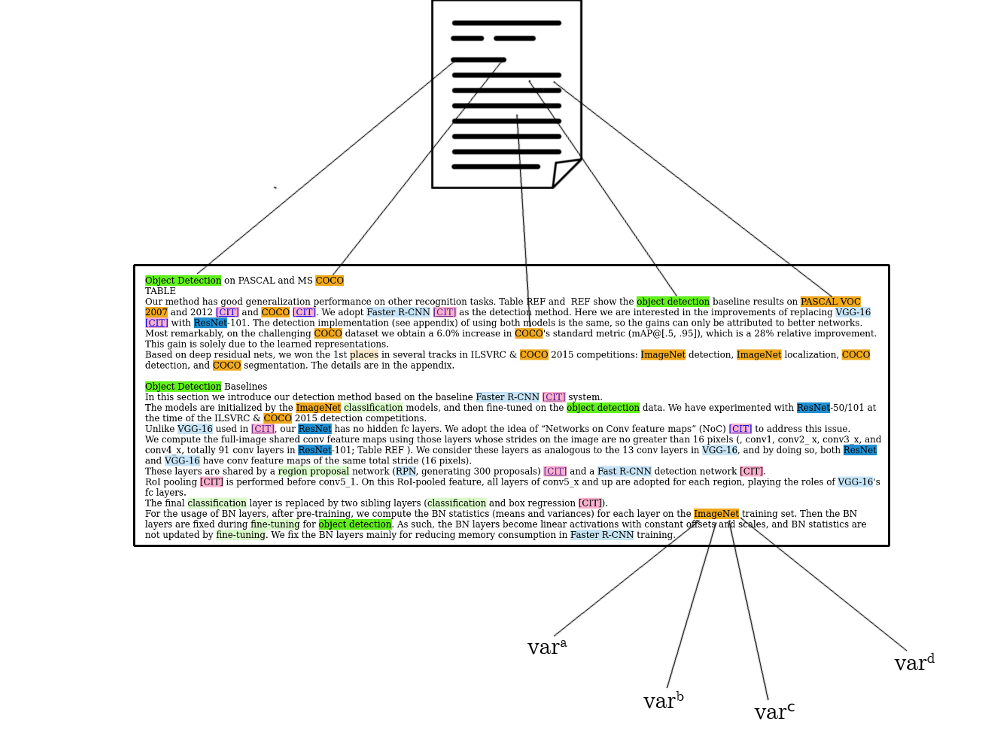 Object Detection on PASCAL and MS COCO
TABLE
Our method has good generalization performance on other recognition tasks. Table REF and  REF show the object detection baseline results on PASCAL VOC
2007 and 2012 [CIT] and COCO [CIT]. We adopt Faster R-CNN [CIT] as the detection method. Here we are interested in the improvements of replacing VGG-16
[CIT] with ResNet-101. The detection implementation (see appendix) of using both models is the same, so the gains can only be attributed to better networks.
Most remarkably, on the challenging COCO dataset we obtain a 6.0% increase in COCO's standard metric (mAP@[.5, .95]), which is a 28% relative improvement.
This gain is solely due to the learned representations.
Based on deep residual nets, we won the 1st places in several tracks in ILSVRC & COCO 2015 competitions: ImageNet detection, ImageNet localization, COCO
detection, and COCO segmentation. The details are in the appendix.
Object Detection Baselines
In this section we introduce our detection method based on the baseline Faster R-CNN [CIT] system.
The models are initialized by the ImageNet classification models, and then fine-tuned on the object detection data. We have experimented with ResNet-50/101 at
the time of the ILSVRC & COCO 2015 detection competitions.
Unlike VGG-16 used in [CIT], our ResNet has no hidden fc layers. We adopt the idea of “Networks on Conv feature maps” (NoC) [CIT] to address this issue.
We compute the full-image shared conv feature maps using those layers whose strides on the image are no greater than 16 pixels (, conv1, conv2_ x, conv3_x, and
conv4_x, totally 91 conv layers in ResNet-101; Table REF ). We consider these layers as analogous to the 13 conv layers in VGG-16, and by doing so, both ResNet
and VGG-16 have conv feature maps of the same total stride (16 pixels).
These layers are shared by a region proposal network (RPN, generating 300 proposals) [CIT] and a Fast R-CNN detection network [CIT].
RoI pooling [CIT] is performed before conv5_1. On this RoI-pooled feature, all layers of conv5_x and up are adopted for each region, playing the roles of VGG-16's
fc layers.
The final classification layer is replaced by two sibling layers (classification and box regression [CIT]).
For the usage of BN layers, after pre-training, we compute the BN statistics (means and variances) for each layer on the ImageNet training set. Then the BN
layers are fixed during fine-tuning for object detection. As such, the BN layers become linear activations with constant offsets and scales, and BN statistics are
not updated by fine-tuning. We fix the BN layers mainly for reducing memory consumption in Faster R-CNN training.
varᵃ
varᵈ
varᵇ
varᶜ